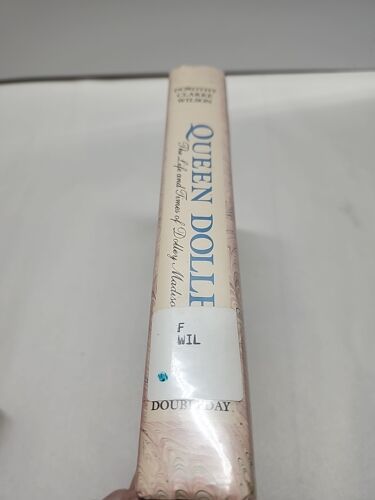 DOROTHY
CLARKE
WILSON
QUEEN DOLLE
The Life and Times of Dolley Madiso
F
WIL
DOUBLEDAY